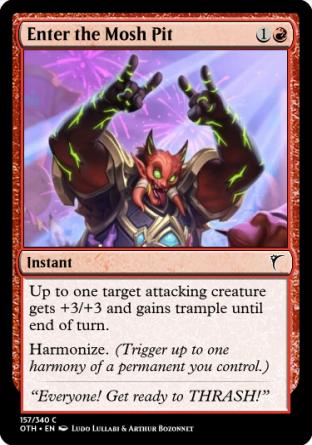 Enter the Mosh Pit 1
Instant
Up to one target attacking creature
gets +3/+3 and gains trample until
end of turn.
Harmonize. (Trigger up to one
harmony of a permanent you control.)
“Everyone! Get ready to THRASH!”
157/340 C
OTH • EN Ludo Lullabi & Arthur Bozonnet